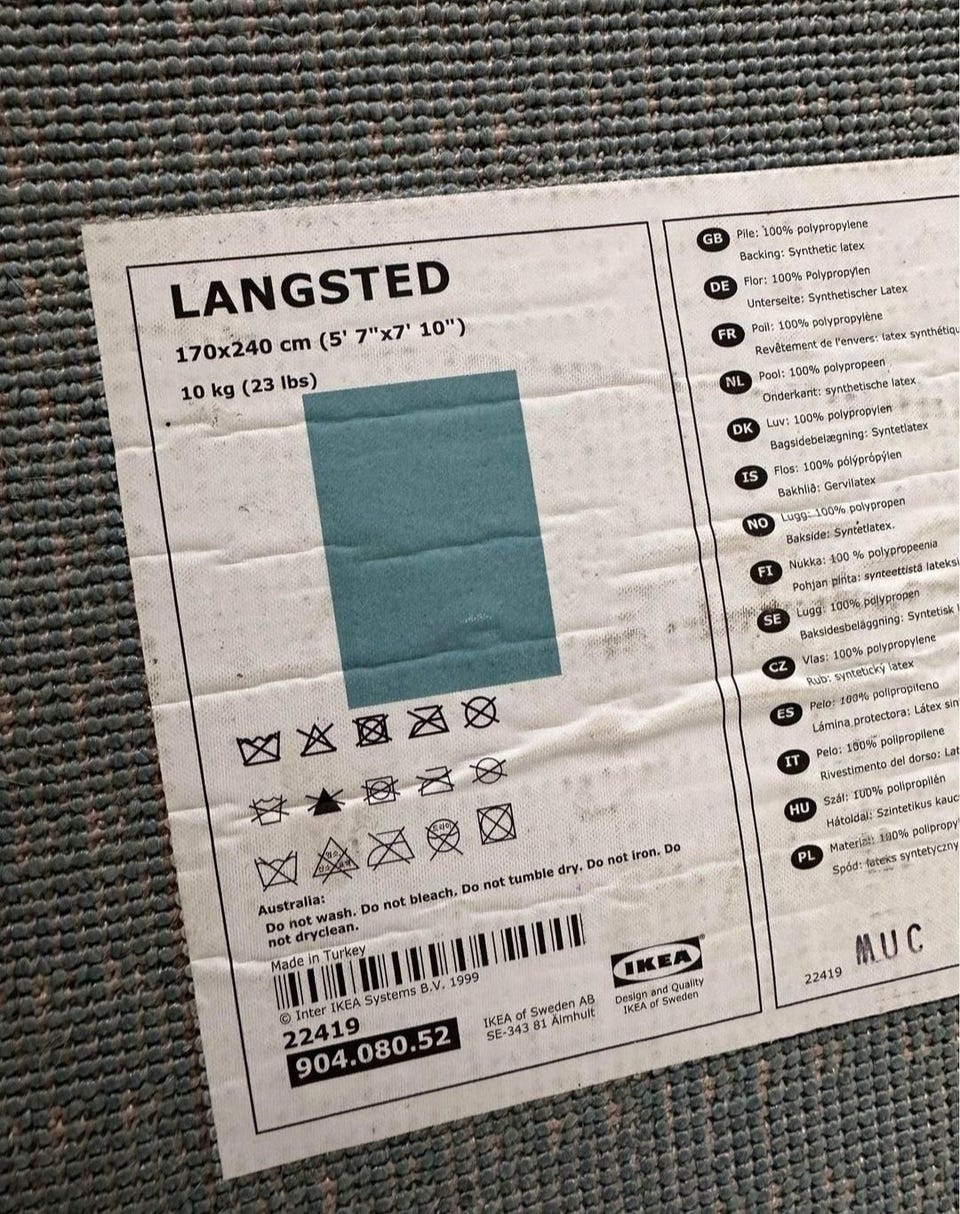 LANGSTED
170x240 cm (5' 7"x7' 10")
10 kg (23 lbs)
Australia:
Do not wash. Do not bleach. Do not tumble dry. Do not iron. Do
not dryclean.
Made in Turkey
© Inter IKEA Systems B.V. 1999
22419
904.080.52
IKEA of Sweden AB
SE-343 81 Älmhult
IKEA®
Design and Quality
IKEA of Sweden
GB Pile: 100% polypropylene
Backing: Synthetic latex
DE Flor: 100% Polypropylen
Unterseite: Synthetischer Latex
FR Poil: 100% polypropylène
Revêtement de l'envers: latex synthétiqu
NL Pool: 100% polypropeen
Onderkant: synthetische latex
DK Luv: 100% polypropylen
Bagsidebelægning: Syntetlatex
IS Flos: 100% pólýprópýlen
Bakhlið: Gervilatex
NO Lugg: 100% polypropen
Bakside: Syntetlatex.
FI Nukka: 100 % polypropeenia
Pohjan pinta: synteettistä lateksi
SE Lugg: 100% polypropen
Baksidesbeläggning: Syntetisk l
CZ Vlas: 100% polypropylene
Rub: syntetický latex
ES Pelo: 100% polipropileno
Lámina protectora: Látex sin
IT Pelo: 100% polipropilene
Rivestimento del dorso: Lat
HU Szál: 100% polipropilén
Hátoldal: Szintetikus kauc
PL Materiał: 100% polipropy
Spód: lateks syntetyczny
22419 MUC